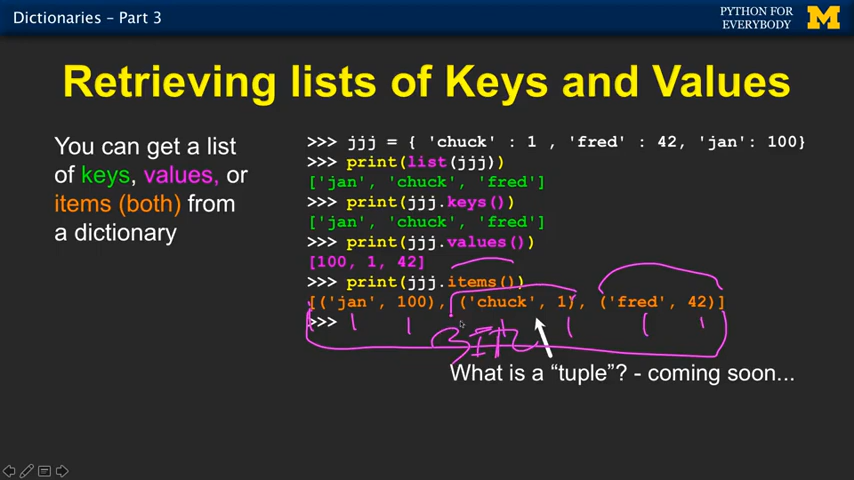 Dictionaries - Part 3
PYTHON FOR
EVERYBODY
M
Retrieving lists of Keys and Values
You can get a list
of keys, values, or
items (both) from
a dictionary
>>> jjj = { 'chuck' : 1 , 'fred' : 42, 'jan': 100}
>>> print(list(jjj))
['jan', 'chuck', 'fred']
>>> print(jjj.keys())
['jan', 'chuck', 'fred']
>>> print(jjj.values())
[100, 1, 42]
>>> print(jjj.items())
[('jan', 100), ('chuck', 1), ('fred', 42)]
>>>
What is a “tuple”? - coming soon...